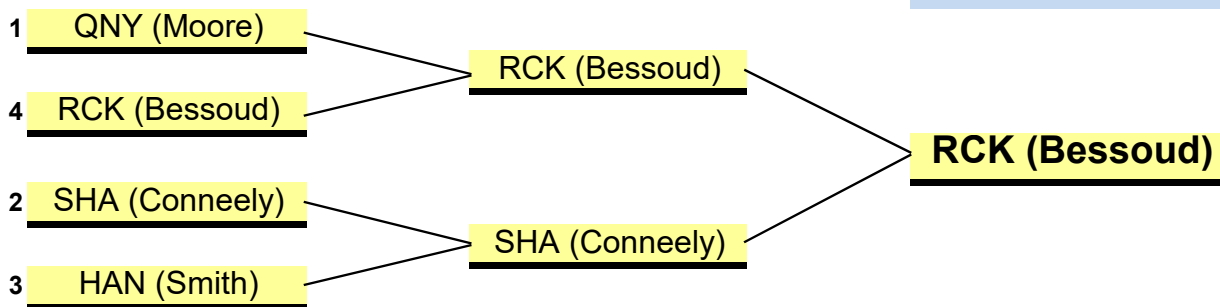 1 QNY (Moore)
4 RCK (Bessoud)
2 SHA (Conneely)
3 HAN (Smith)
RCK (Bessoud)
SHA (Conneely)
RCK (Bessoud)